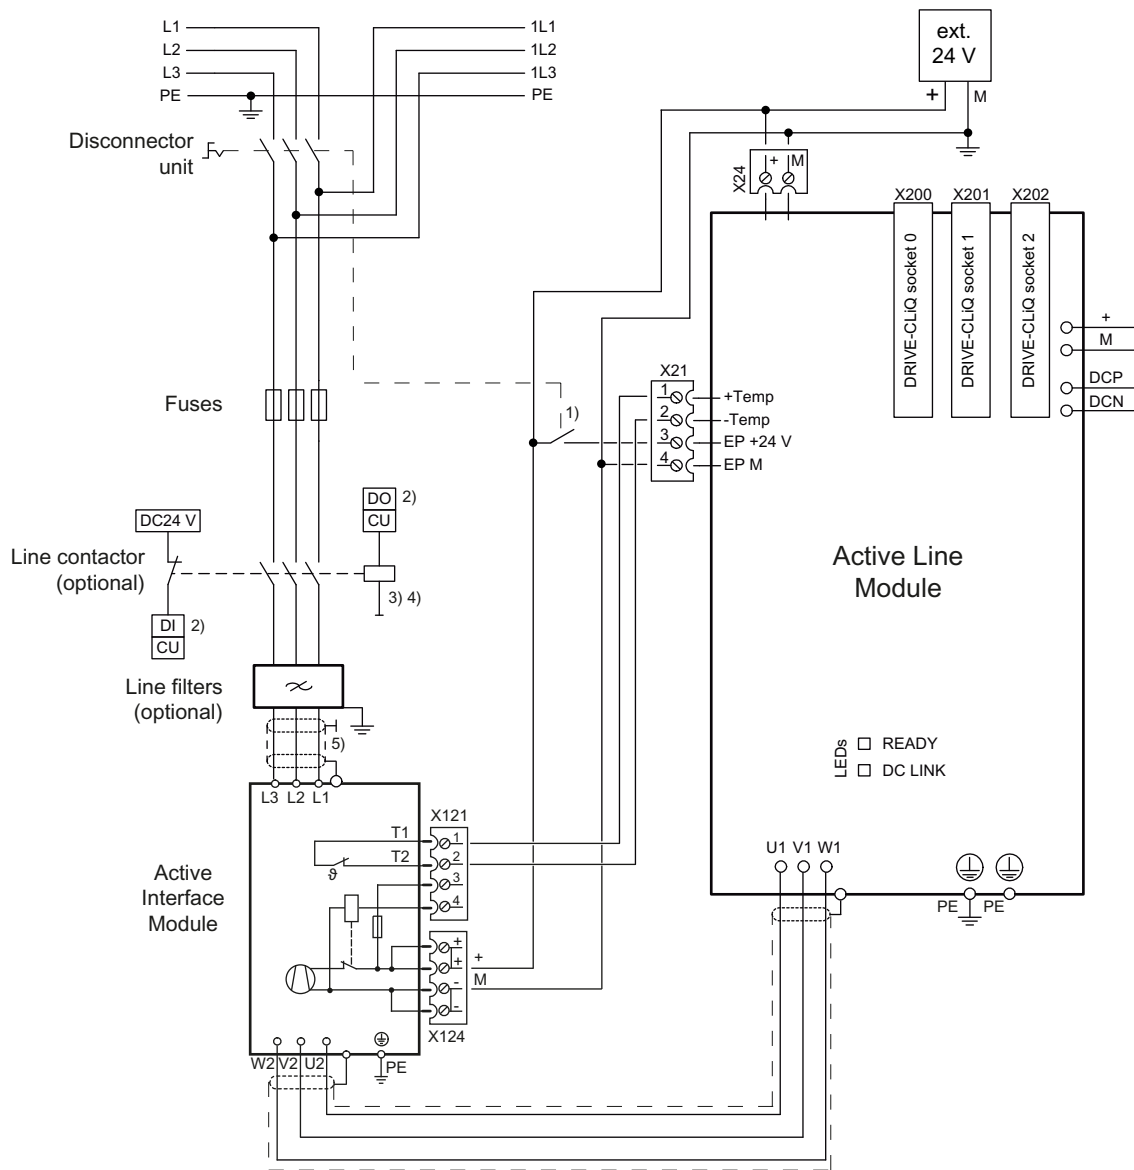 L1
L2
L3
PE
1L1
1L2
1L3
PE
ext.
24 V
+
M
Disconnector
unit
X24
+
M
X200
X201
X202
DRIVE-CLiQ socket 0
DRIVE-CLiQ socket 1
DRIVE-CLiQ socket 2
+
M
DCP
DCN
X21
1
2
3
4
+Temp
-Temp
EP +24 V
EP M
1)
Fuses
DC24 V
DO
CU
2)
Line contactor
(optional)
3) 4)
DI
CU
2)
Active Line
Module
Line filters
(optional)
5)
LEDs
READY
DC LINK
L3
L2
L1
X121
T1
T2
ϑ
1
2
3
4
Active
Interface
Module
+
+
-
-
+
M
X124
U1
V1
W1
PE
PE
W2
V2
U2
PE